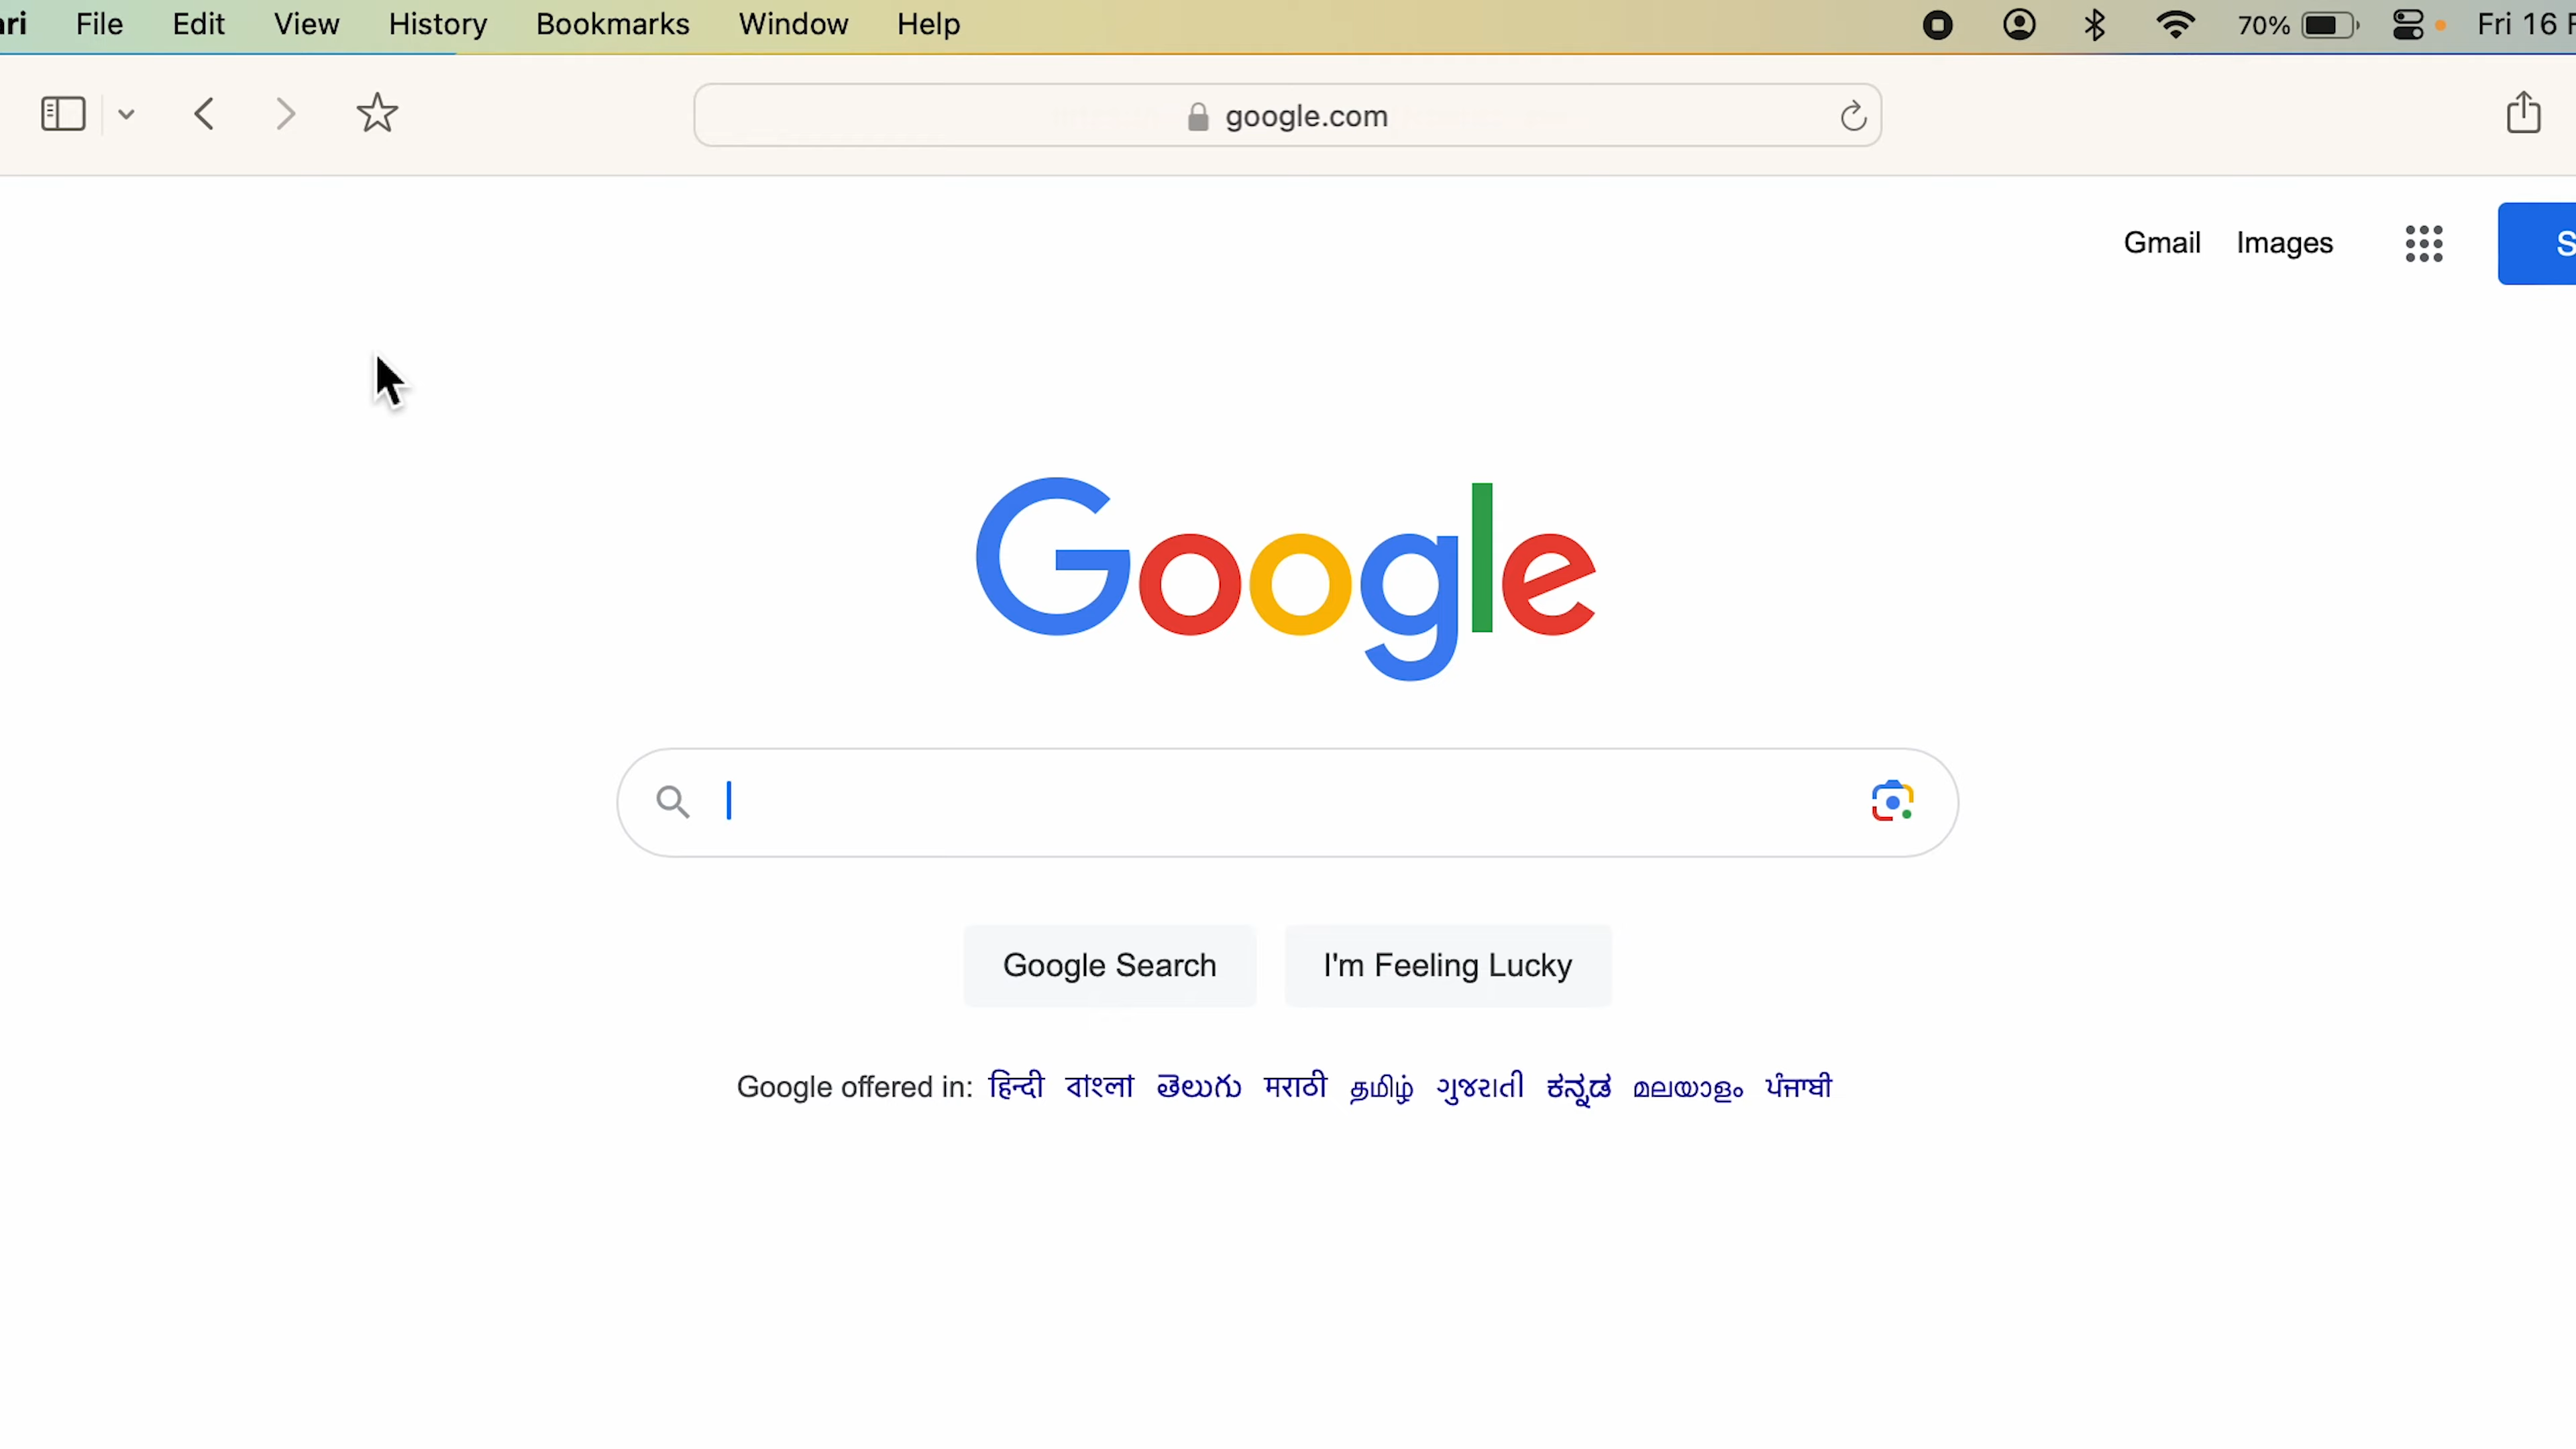 ri File Edit View History Bookmarks Window Help 70% Fri 16 F
google.com
Gmail Images S
Google
Google Search I'm Feeling Lucky
Google offered in: हिन्दी বাংলা తెలుగు मराठी தமிழ் ગુજરાતી ಕನ್ನಡ മലയാളം ਪੰਜਾਬੀ